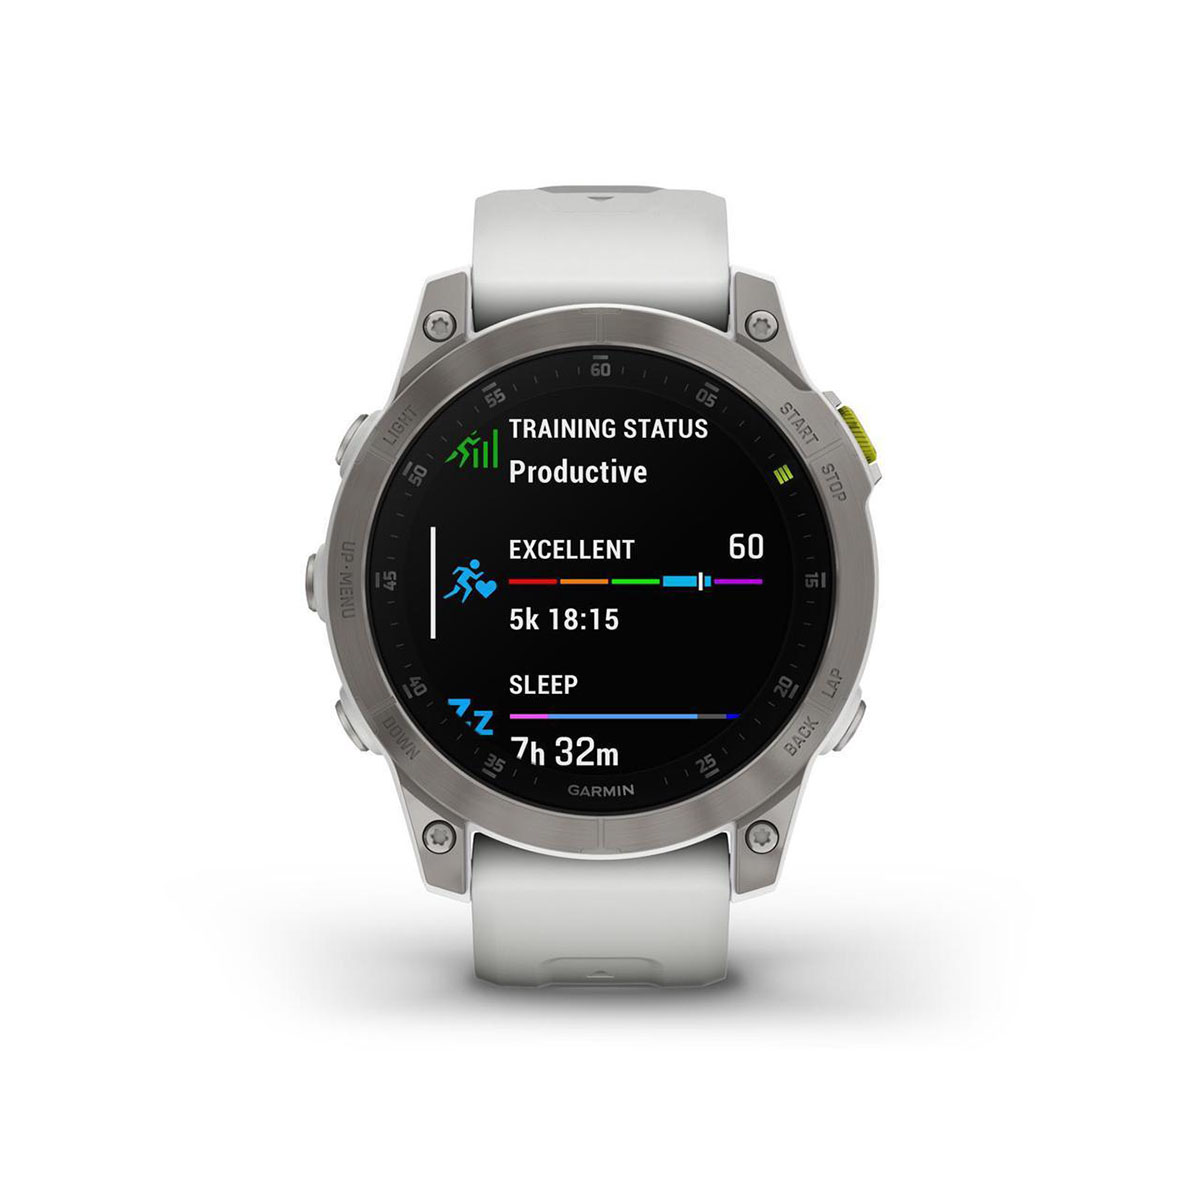 60
05
15
20
25
35
40
45
50
55
LIGHT
UP·MENU
DOWN
START
STOP
LAP
BACK
TRAINING STATUS
Productive
EXCELLENT 60
5k 18:15
SLEEP
7h 32m
GARMIN